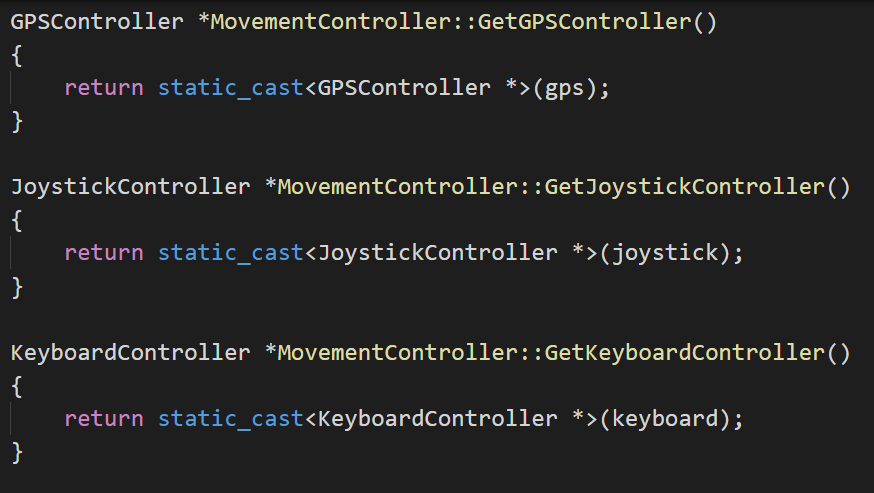 GPSController *MovementController::GetGPSController()
{
    return static_cast<GPSController *>(gps);
}

JoystickController *MovementController::GetJoystickController()
{
    return static_cast<JoystickController *>(joystick);
}

KeyboardController *MovementController::GetKeyboardController()
{
    return static_cast<KeyboardController *>(keyboard);
}